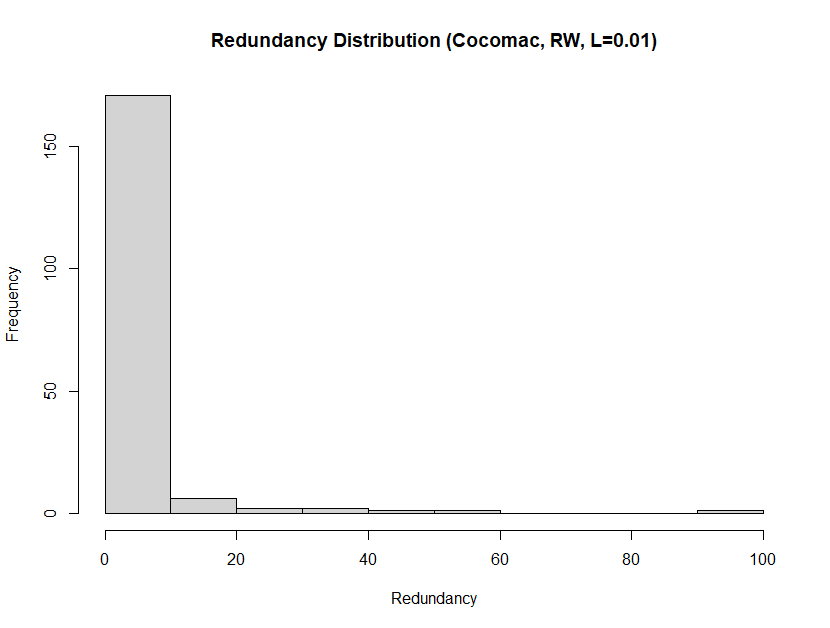 Redundancy Distribution (Cocomac, RW, L=0.01)
Frequency
150
100
50
0
0 20 40 60 80 100
Redundancy